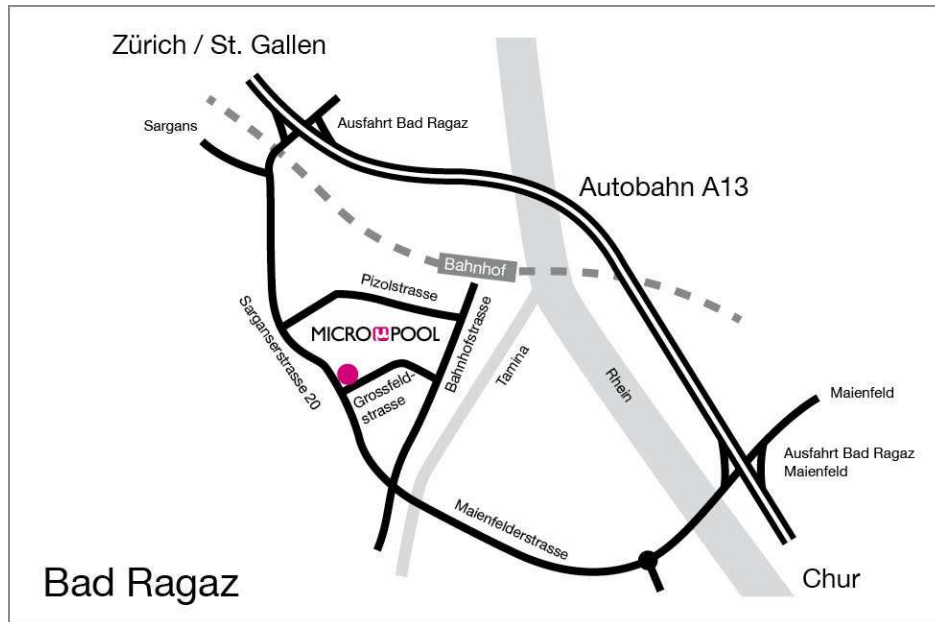 Zürich / St. Gallen
Sargans
Ausfahrt Bad Ragaz
Autobahn A13
Bahnhof
Pizolstrasse
MICRO µ POOL
Sarganserstrasse 20
Grossfeld-
strasse
Bahnhofstrasse
Tamina
Rhein
Maienfeld
Ausfahrt Bad Ragaz
Maienfeld
Maienfelderstrasse
Bad Ragaz
Chur